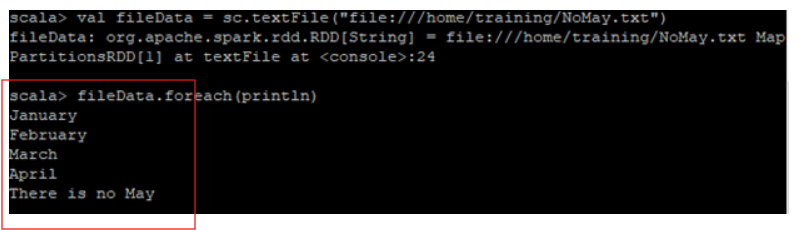 scala> val fileData = sc.textFile("file:///home/training/NoMay.txt")
fileData: org.apache.spark.rdd.RDD[String] = file:///home/training/NoMay.txt Map
PartitionsRDD[1] at textFile at <console>:24
scala> fileData.foreach(println)
January
February
March
April
There is no May